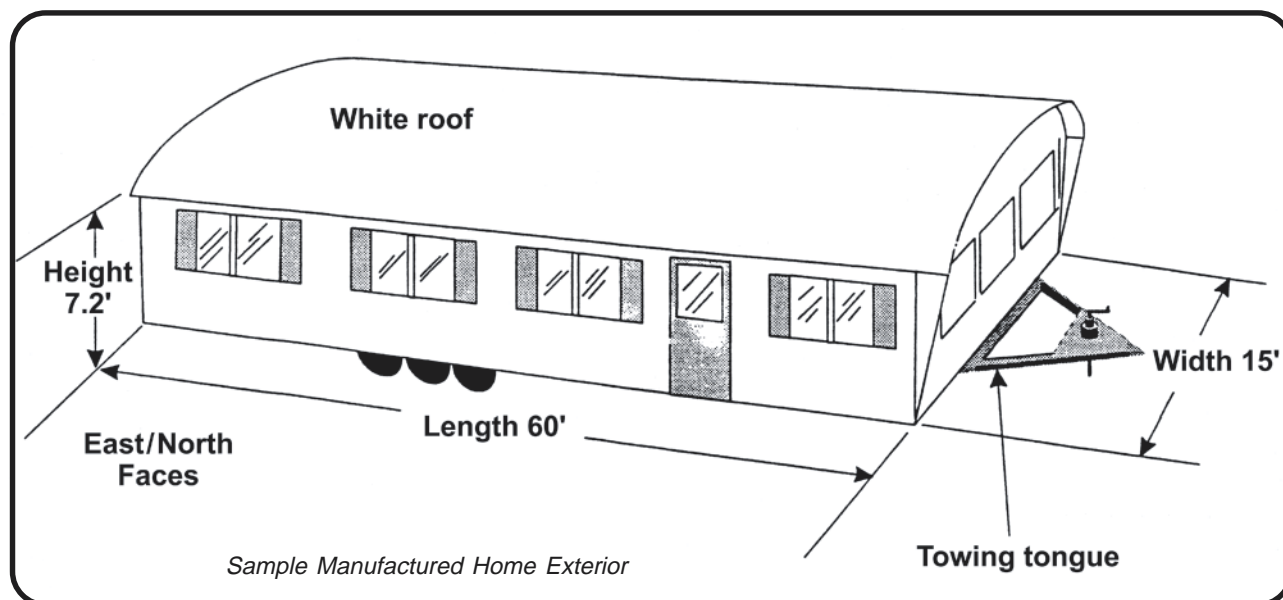 White roof
Height
7.2'
Width 15'
Length 60'
East/North
Faces
Towing tongue
Sample Manufactured Home Exterior